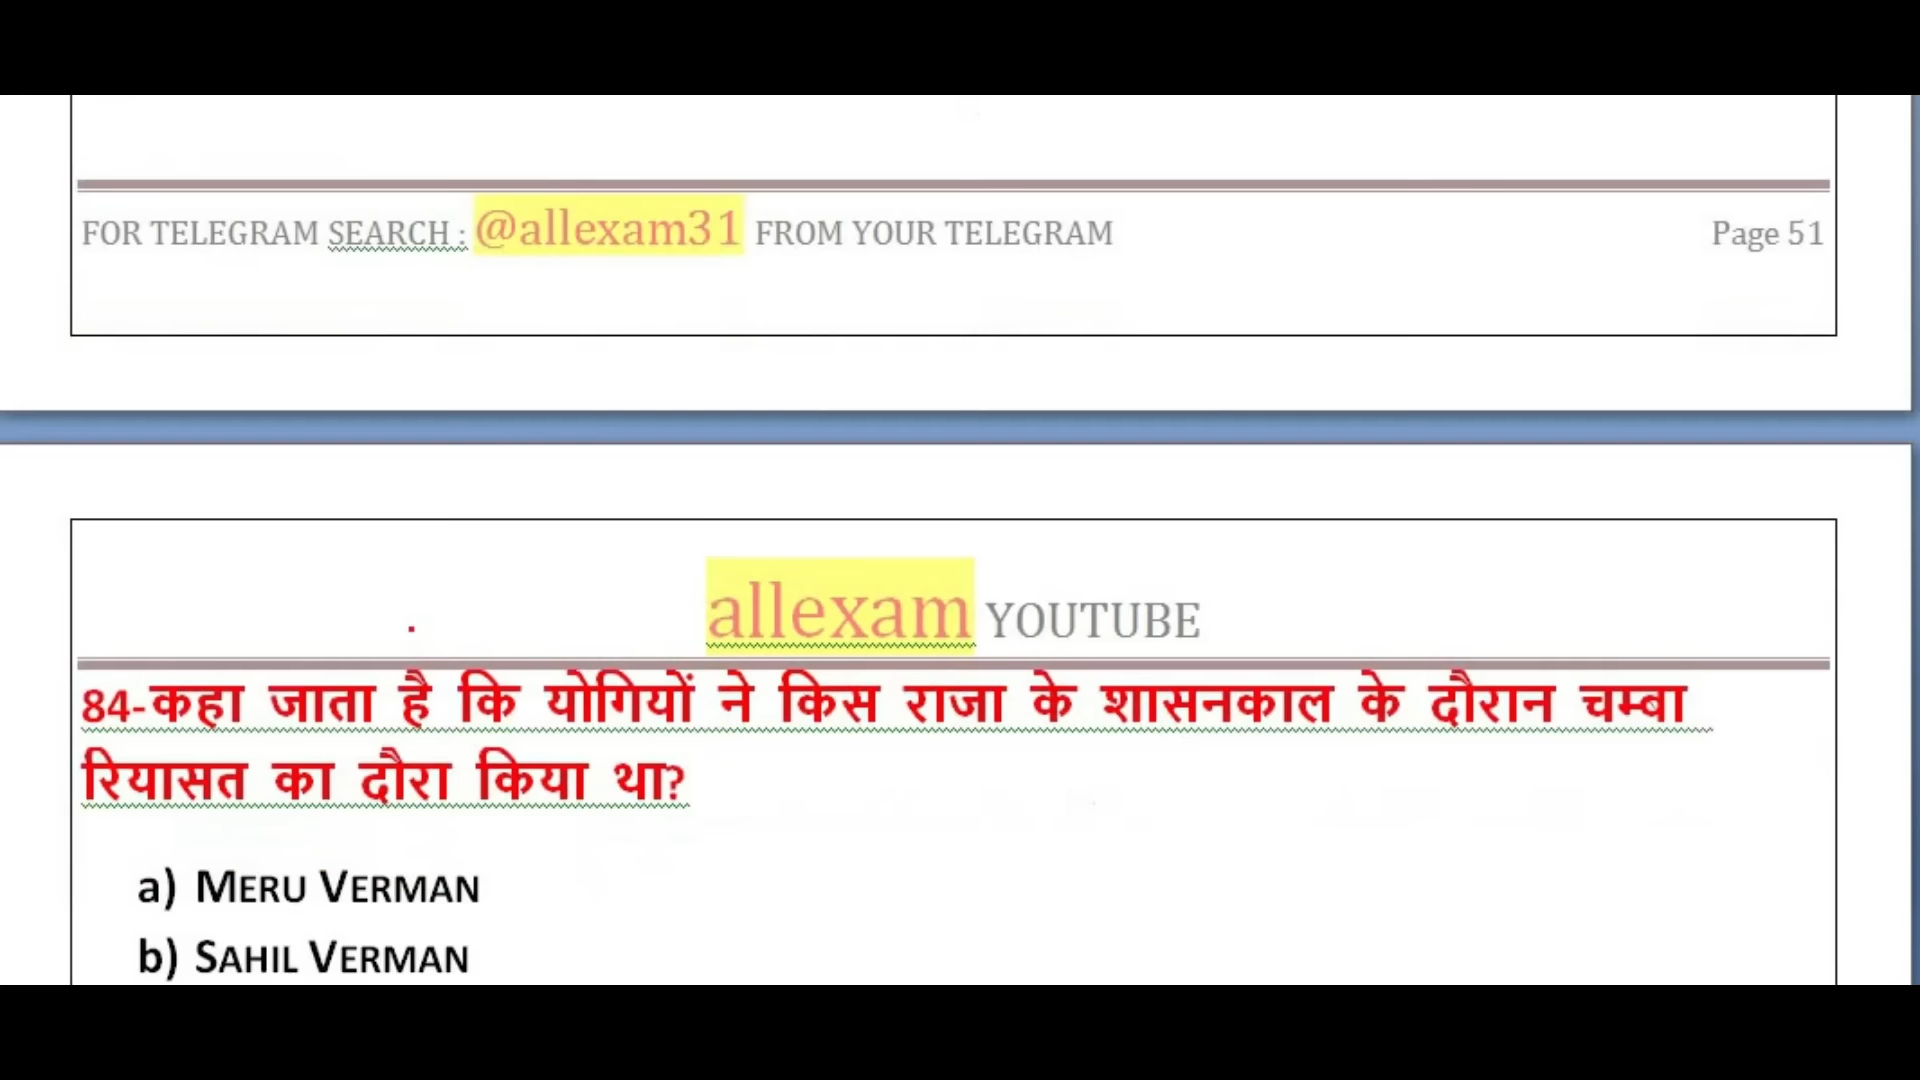 FOR TELEGRAM SEARCH : @allexam31 FROM YOUR TELEGRAM Page 51
allexam YOUTUBE
84-कहा जाता है कि योगियों ने किस राजा के शासनकाल के दौरान चम्बा
रियासत का दौरा किया था?
a) MERU VERMAN
b) SAHIL VERMAN